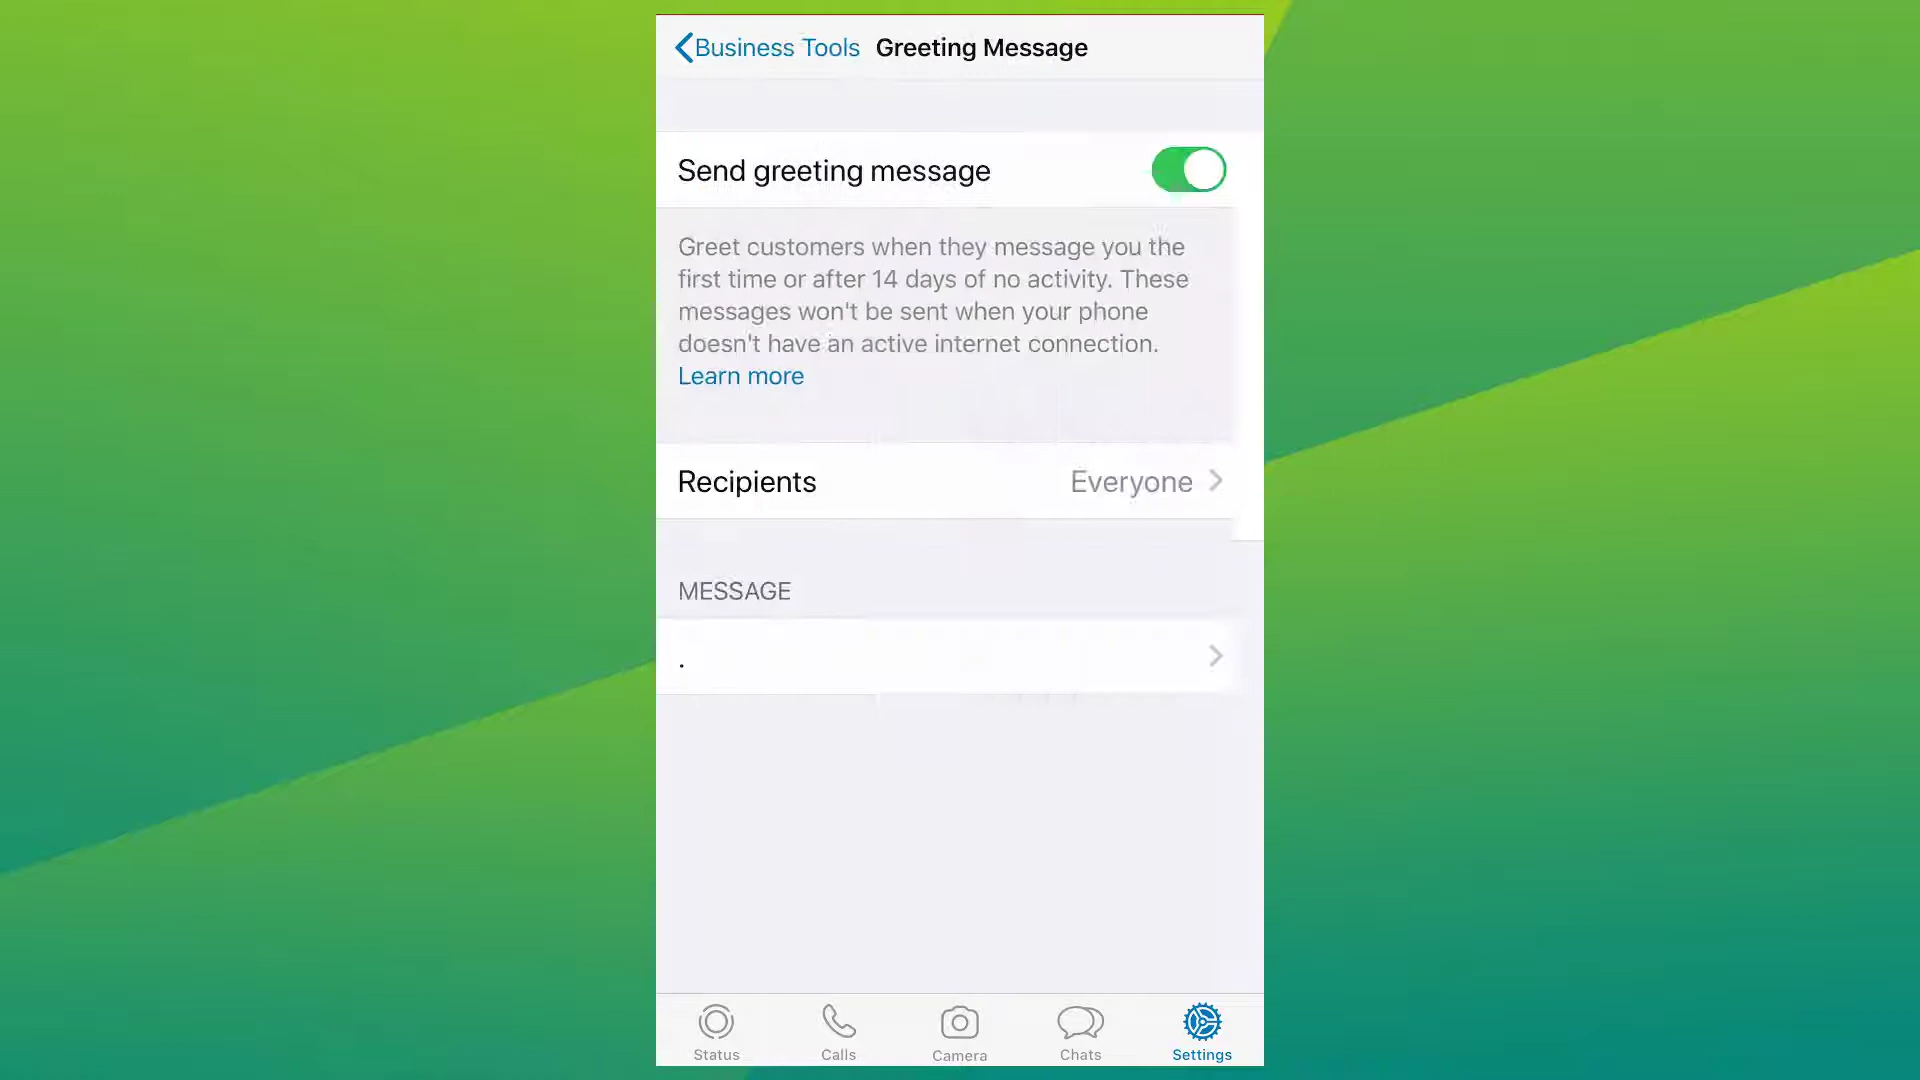 Business Tools Greeting Message
Send greeting message
Greet customers when they message you the
first time or after 14 days of no activity. These
messages won't be sent when your phone
doesn't have an active internet connection.
Learn more
Recipients Everyone
MESSAGE
.
Status Calls Camera Chats Settings